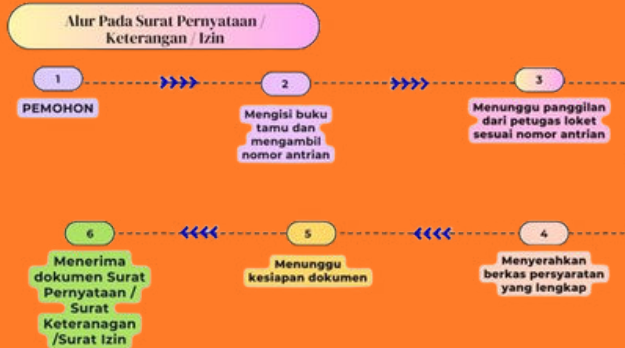 Alur Pada Surat Pernyataan /
Keterangan / Izin
1
PEMOHON
2
Mengisi buku
tamu dan
mengambil
nomor antrian
3
Menunggu panggilan
dari petugas loket
sesuai nomor antrian
4
Menyerahkan
berkas persyaratan
yang lengkap
5
Menunggu
kesiapan dokumen
6
Menerima
dokumen Surat
Pernyataan /
Surat
Keteranagan
/Surat Izin